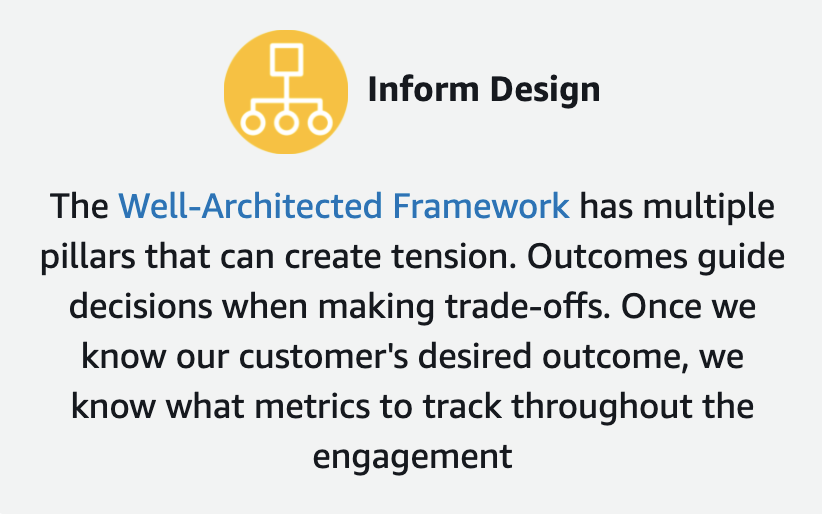 Inform Design
The Well-Architected Framework has multiple
pillars that can create tension. Outcomes guide
decisions when making trade-offs. Once we
know our customer's desired outcome, we
know what metrics to track throughout the
engagement